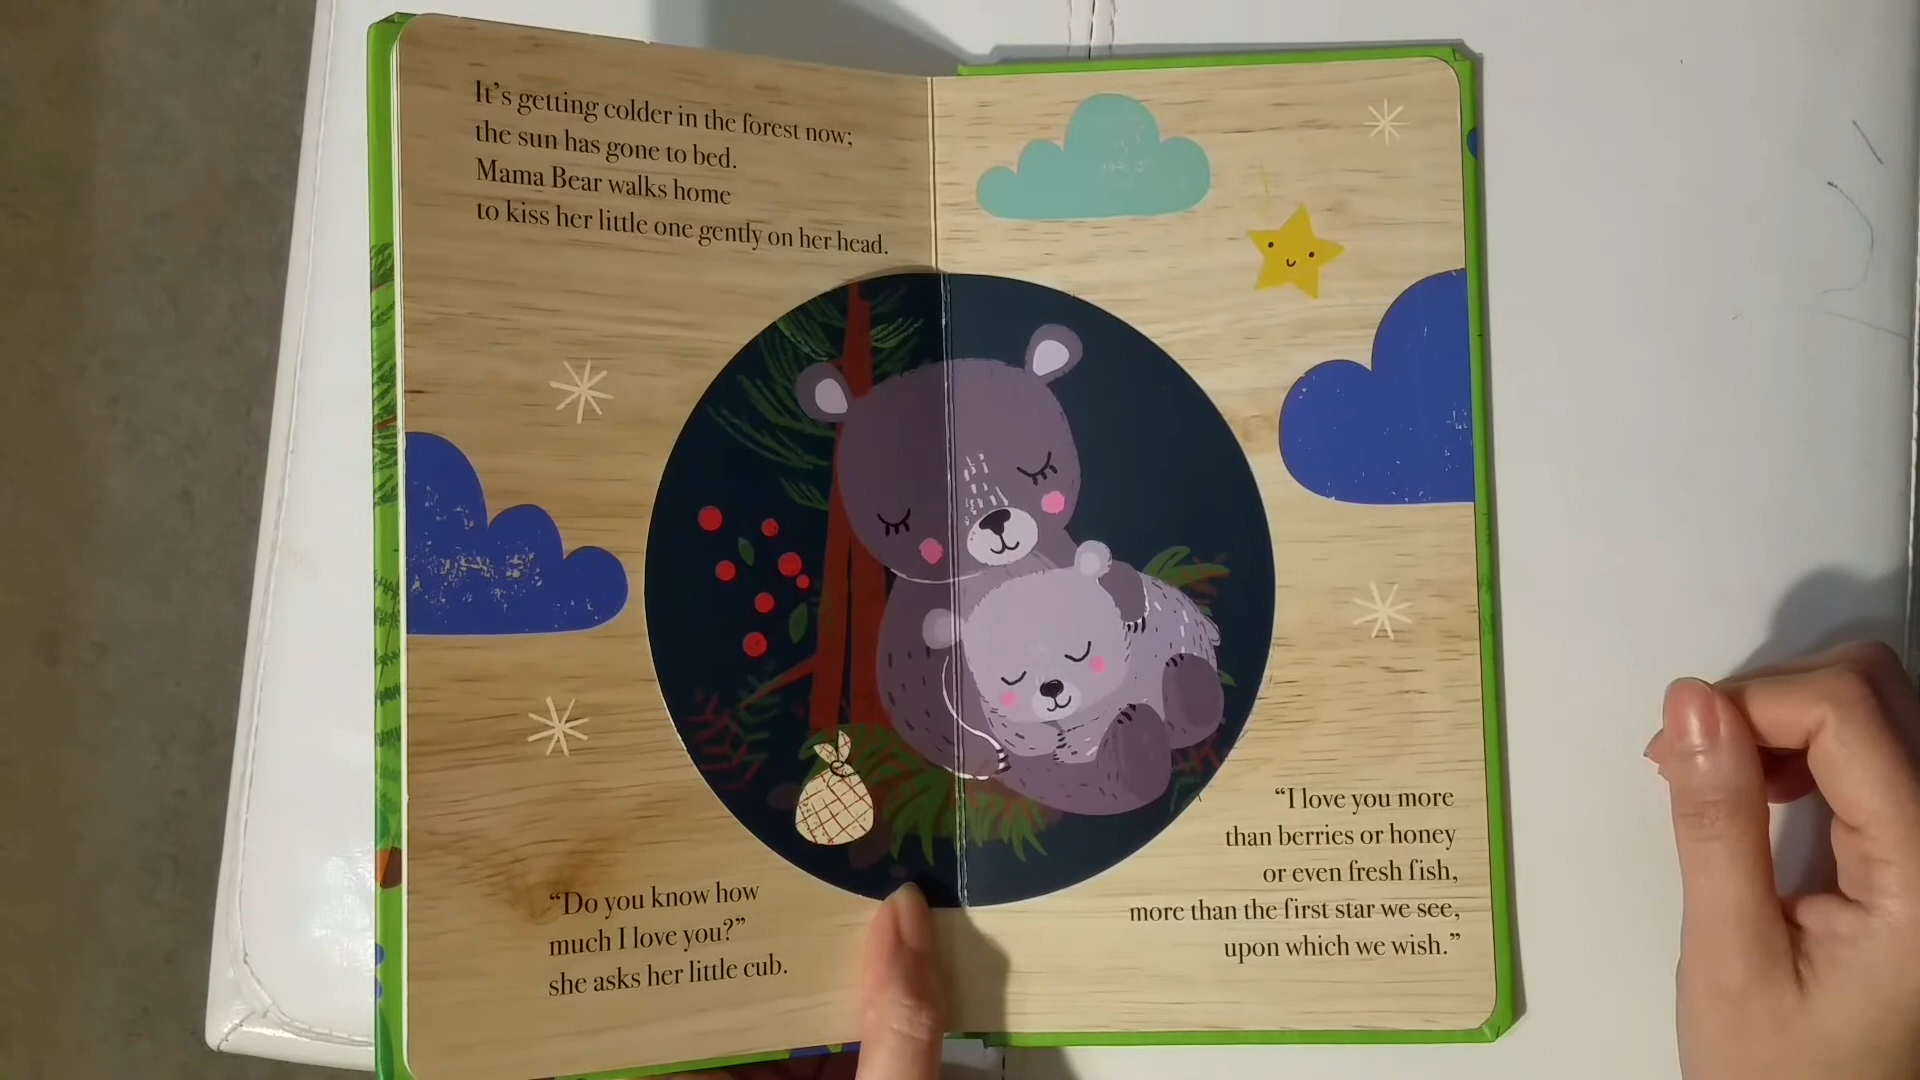 It's getting colder in the forest now;
the sun has gone to bed.
Mama Bear walks home
to kiss her little one gently on her head.
“Do you know how
much I love you?”
she asks her little cub.
“I love you more
than berries or honey
or even fresh fish,
more than the first star we see,
upon which we wish.”